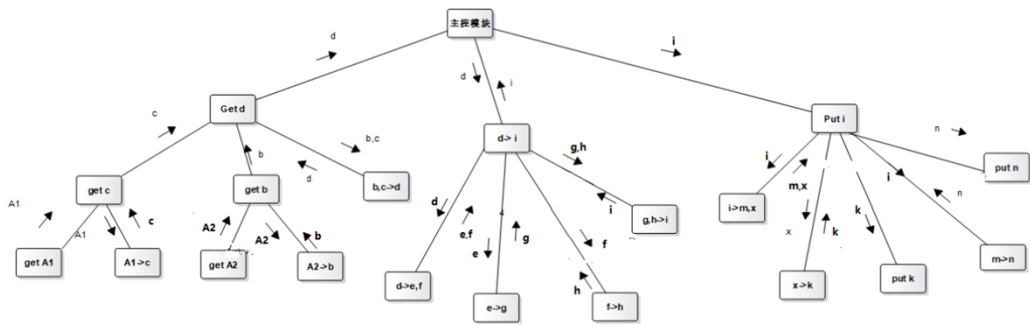 主控模块
d
i
d
i
Get d
d->i
Put i
c
b
b,c
d
g,h
i
i
m,x
i
n
n
get c
get b
b,c->d
d
e,f
e
g
f
h
g,h->i
i->m,x
x
k
k
put n
A1
A1
c
A2
A2
b
get A1
A1->c
get A2
A2->b
d->e,f
e->g
f->h
x->k
put k
m->n